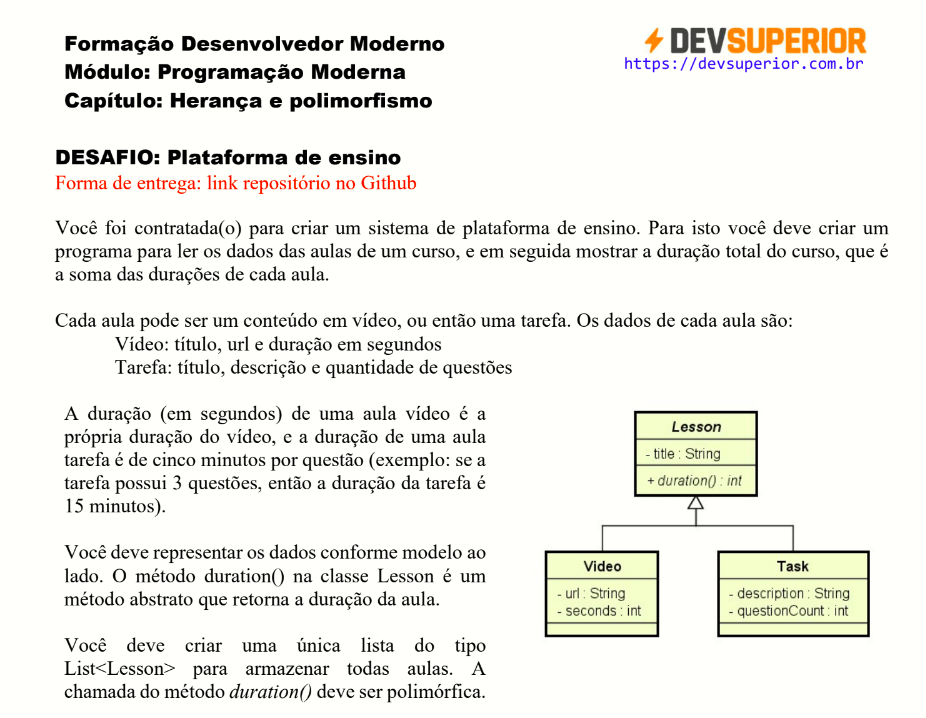 Formação Desenvolvedor Moderno
Módulo: Programação Moderna
Capítulo: Herança e polimorfismo
DEVSUPERIOR
https://devsuperior.com.br
DESAFIO: Plataforma de ensino
Forma de entrega: link repositório no Github
Você foi contratada(o) para criar um sistema de plataforma de ensino. Para isto você deve criar um
programa para ler os dados das aulas de um curso, e em seguida mostrar a duração total do curso, que é
a soma das durações de cada aula.
Cada aula pode ser um conteúdo em vídeo, ou então uma tarefa. Os dados de cada aula são:
Vídeo: título, url e duração em segundos
Tarefa: título, descrição e quantidade de questões
A duração (em segundos) de uma aula vídeo é a
própria duração do vídeo, e a duração de uma aula
tarefa é de cinco minutos por questão (exemplo: se a
tarefa possui 3 questões, então a duração da tarefa é
15 minutos).
Você deve representar os dados conforme modelo ao
lado. O método duration() na classe Lesson é um
método abstrato que retorna a duração da aula.
Você deve criar uma única lista do tipo
List<Lesson> para armazenar todas aulas. A
chamada do método duration() deve ser polimórfica.
Lesson
- title : String
+ duration() : int
Video
- url : String
- seconds : int
Task
- description : String
- questionCount : int